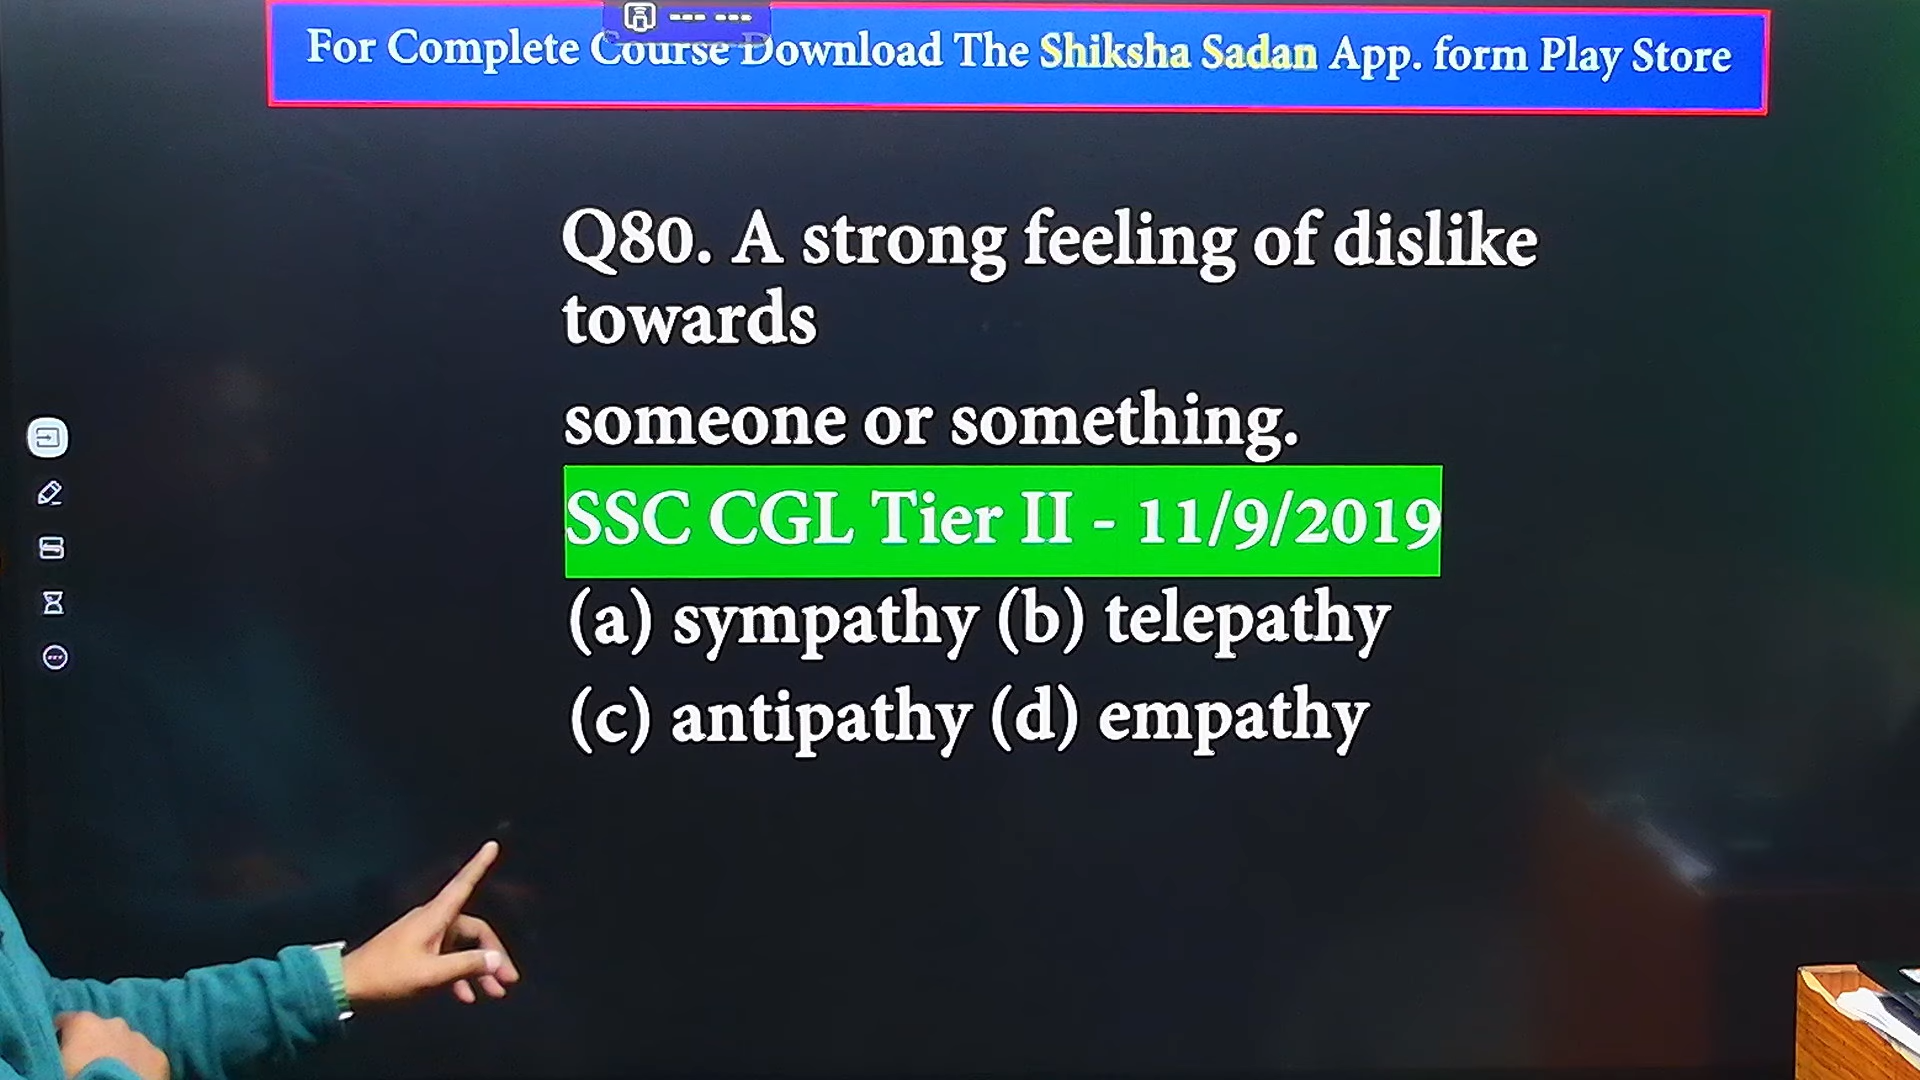 For Complete Course Download The Shiksha Sadan App. form Play Store
Q80. A strong feeling of dislike
towards
someone or something.
SSC CGL Tier II - 11/9/2019
(a) sympathy (b) telepathy
(c) antipathy (d) empathy